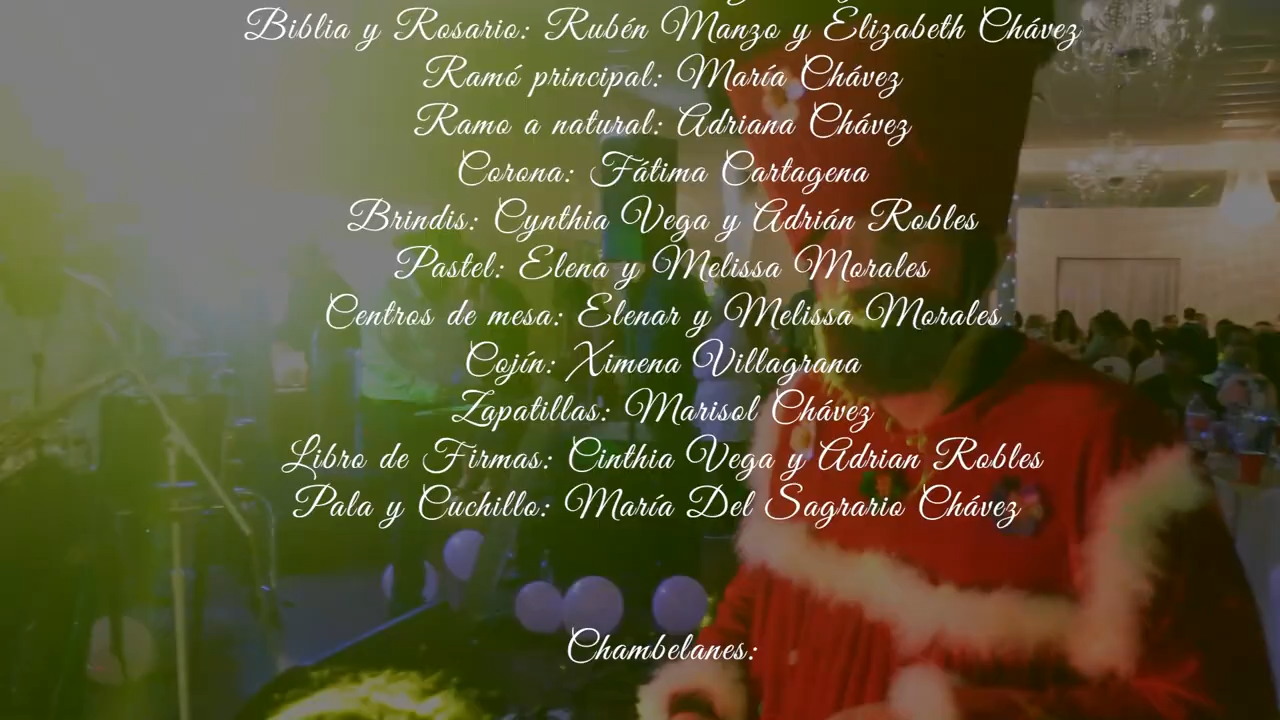 Biblia y Rosario: Rubén Manzo y Elizabeth Chávez
Ramó principal: María Chávez
Ramo a natural: Adriana Chávez
Corona: Fátima Cartagena
Brindis: Cynthia Vega y Adrián Robles
Pastel: Elena y Melissa Morales
Centros de mesa: Elenar y Melissa Morales
Cojín: Ximena Villagrana
Zapatillas: Marisol Chávez
Libro de Firmas: Cinthia Vega y Adrian Robles
Pala y Cuchillo: María Del Sagrario Chávez
Chambelanes: